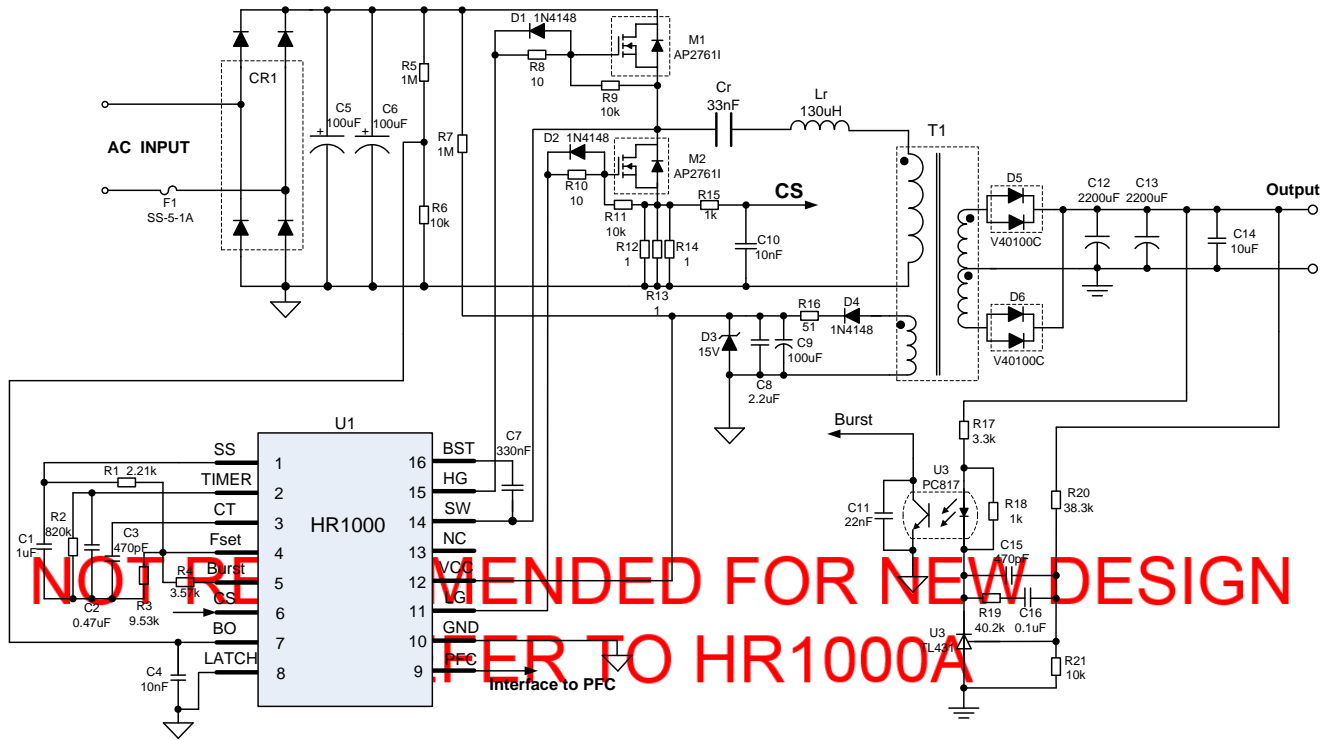 D1 1N4148
M1
AP2761I
R8
10
R9
10k
CR1
C5
100uF
+
C6
100uF
+
R5
1M
R7
1M
Cr
33nF
Lr
130uH
T1
AC INPUT
F1
SS-5-1A
R6
10k
D2 1N4148
M2
AP2761I
R10
10
R11
10k
R15
1k
CS
R12
1
R14
1
C10
10nF
R13
1
D5
V40100C
C12
2200uF
C13
2200uF
Output
C14
10uF
D6
V40100C
R16
51
D4
1N4148
D3
15V
C9
100uF
C8
2.2uF
U1
HR1000
SS
1
TIMER
2
CT
3
Fset
4
Burst
5
CS
6
BO
7
LATCH
8
BST
16
HG
15
SW
14
NC
13
VCC
12
LG
11
GND
10
PFC
9
Interface to PFC
C7
330nF
R1 2.21k
R2
820k
C1
1uF
C3
470pF
R4
3.57k
C2
0.47uF
R3
9.53k
C4
10nF
Burst
R17
3.3k
U3
PC817
C11
22nF
R18
1k
R20
38.3k
C15
470pF
R19
40.2k
C16
0.1uF
U3
TL431
R21
10k
NOT RE MENDED FOR NEW DESIGN
FER TO HR1000A